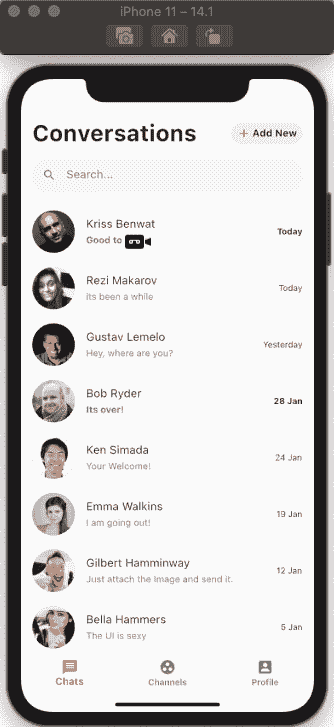 iPhone 11 – 14.1
Conversations
+ Add New
Search...
Kriss Benwat
Good to
Today
Rezi Makarov
its been a while
Today
Gustav Lemelo
Hey, where are you?
Yesterday
Bob Ryder
Its over!
28 Jan
Ken Simada
Your Welcome!
24 Jan
Emma Walkins
I am going out!
19 Jan
Gilbert Hamminway
Just attach the Image and send it.
12 Jan
Bella Hammers
The UI is sexy
5 Jan
Chats
Channels
Profile